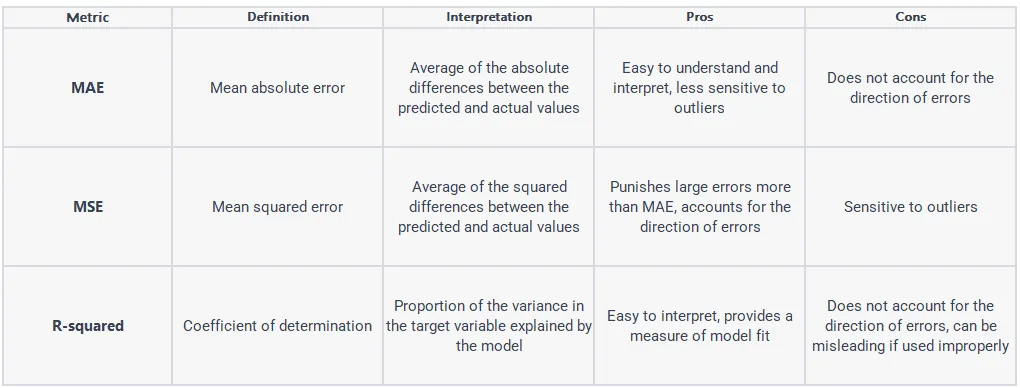 Metric Definition Interpretation Pros Cons
MAE
Mean absolute error
Average of the absolute
differences between the
predicted and actual values
Easy to understand and
interpret, less sensitive to
outliers
Does not account for the
direction of errors
MSE
Mean squared error
Average of the squared
differences between the
predicted and actual values
Punishes large errors more
than MAE, accounts for the
direction of errors
Sensitive to outliers
R-squared
Coefficient of determination
Proportion of the variance in
the target variable explained by
the model
Easy to interpret, provides a
measure of model fit
Does not account for the
direction of errors, can be
misleading if used improperly